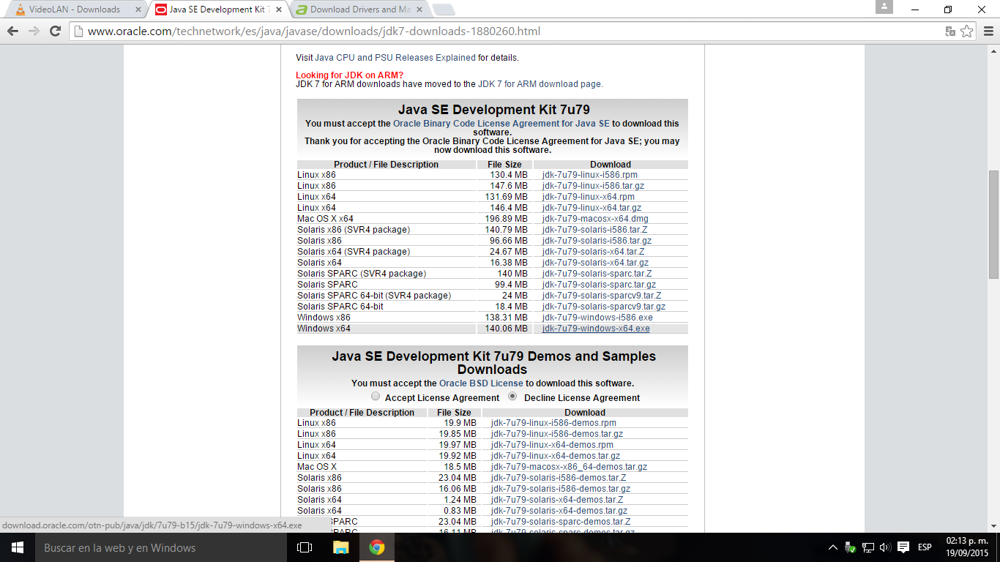 VideoLAN - Downloads
Java SE Development Kit 7
Download Drivers and Ma
www.oracle.com/technetwork/es/java/javase/downloads/jdk7-downloads-1880260.html
Visit Java CPU and PSU Releases Explained for details.
Looking for JDK on ARM?
JDK 7 for ARM downloads have moved to the JDK 7 for ARM download page.
Java SE Development Kit 7u79
You must accept the Oracle Binary Code License Agreement for Java SE to download this
software.
Thank you for accepting the Oracle Binary Code License Agreement for Java SE; you may
now download this software.
Product / File Description File Size Download
Linux x86 130.4 MB jdk-7u79-linux-i586.rpm
Linux x86 147.6 MB jdk-7u79-linux-i586.tar.gz
Linux x64 131.69 MB jdk-7u79-linux-x64.rpm
Linux x64 146.4 MB jdk-7u79-linux-x64.tar.gz
Mac OS X x64 196.89 MB jdk-7u79-macosx-x64.dmg
Solaris x86 (SVR4 package) 140.79 MB jdk-7u79-solaris-i586.tar.Z
Solaris x86 96.66 MB jdk-7u79-solaris-i586.tar.gz
Solaris x64 (SVR4 package) 24.67 MB jdk-7u79-solaris-x64.tar.Z
Solaris x64 16.38 MB jdk-7u79-solaris-x64.tar.gz
Solaris SPARC (SVR4 package) 140 MB jdk-7u79-solaris-sparc.tar.Z
Solaris SPARC 99.4 MB jdk-7u79-solaris-sparc.tar.gz
Solaris SPARC 64-bit (SVR4 package) 24 MB jdk-7u79-solaris-sparcv9.tar.Z
Solaris SPARC 64-bit 18.4 MB jdk-7u79-solaris-sparcv9.tar.gz
Windows x86 138.31 MB jdk-7u79-windows-i586.exe
Windows x64 140.06 MB jdk-7u79-windows-x64.exe
Java SE Development Kit 7u79 Demos and Samples
Downloads
You must accept the Oracle BSD License to download this software.
Accept License Agreement Decline License Agreement
Product / File Description File Size Download
Linux x86 19.9 MB jdk-7u79-linux-i586-demos.rpm
Linux x86 19.85 MB jdk-7u79-linux-i586-demos.tar.gz
Linux x64 19.97 MB jdk-7u79-linux-x64-demos.rpm
Linux x64 19.92 MB jdk-7u79-linux-x64-demos.tar.gz
Mac OS X 18.5 MB jdk-7u79-macosx-x86_64-demos.tar.gz
Solaris x86 23.04 MB jdk-7u79-solaris-i586-demos.tar.Z
Solaris x86 16.06 MB jdk-7u79-solaris-i586-demos.tar.gz
Solaris x64 1.24 MB jdk-7u79-solaris-x64-demos.tar.Z
Solaris x64 0.83 MB jdk-7u79-solaris-x64-demos.tar.gz
SPARC 23.04 MB jdk-7u79-solaris-sparc-demos.tar.Z
SPARC 16.11 MB jdk-7u79-solaris-sparc-demos.tar.gz
download.oracle.com/otn-pub/java/jdk/7u79-b15/jdk-7u79-windows-x64.exe
Buscar en la web y en Windows
ESP
02:13 p. m.
19/09/2015